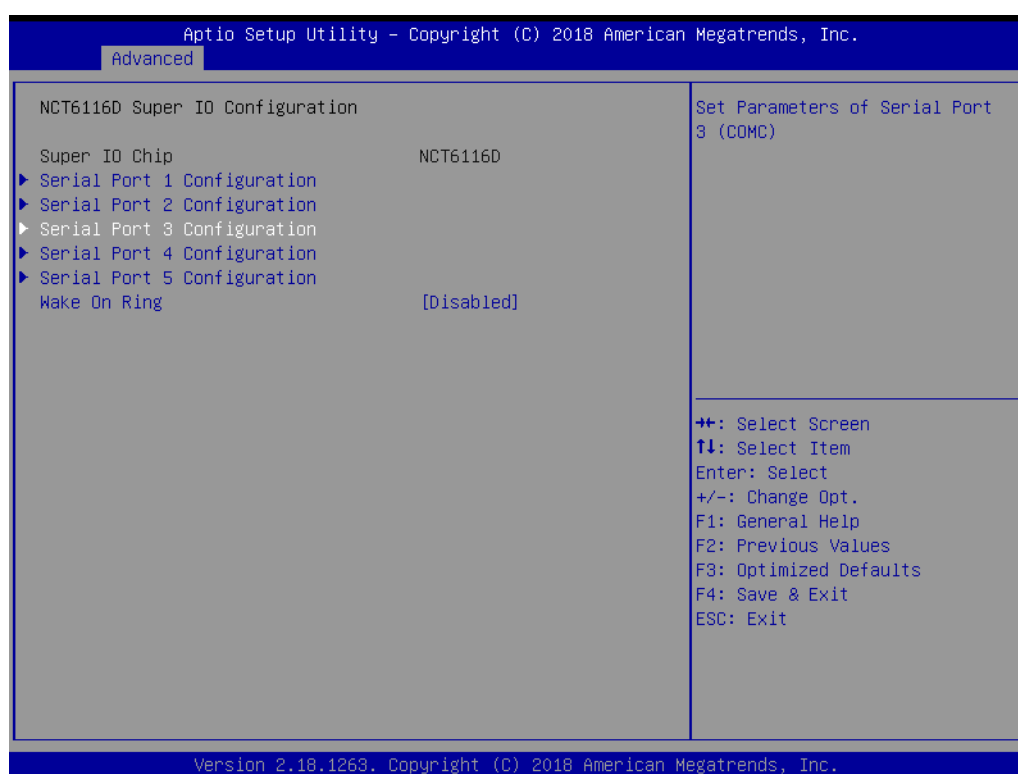 Aptio Setup Utility – Copyright (C) 2018 American Megatrends, Inc.
Advanced
NCT6116D Super IO Configuration
Super IO Chip NCT6116D
Serial Port 1 Configuration
Serial Port 2 Configuration
Serial Port 3 Configuration
Serial Port 4 Configuration
Serial Port 5 Configuration
Wake On Ring [Disabled]
Set Parameters of Serial Port
3 (COMC)
→←: Select Screen
↑↓: Select Item
Enter: Select
+/-: Change Opt.
F1: General Help
F2: Previous Values
F3: Optimized Defaults
F4: Save & Exit
ESC: Exit
Version 2.18.1263. Copyright (C) 2018 American Megatrends, Inc.